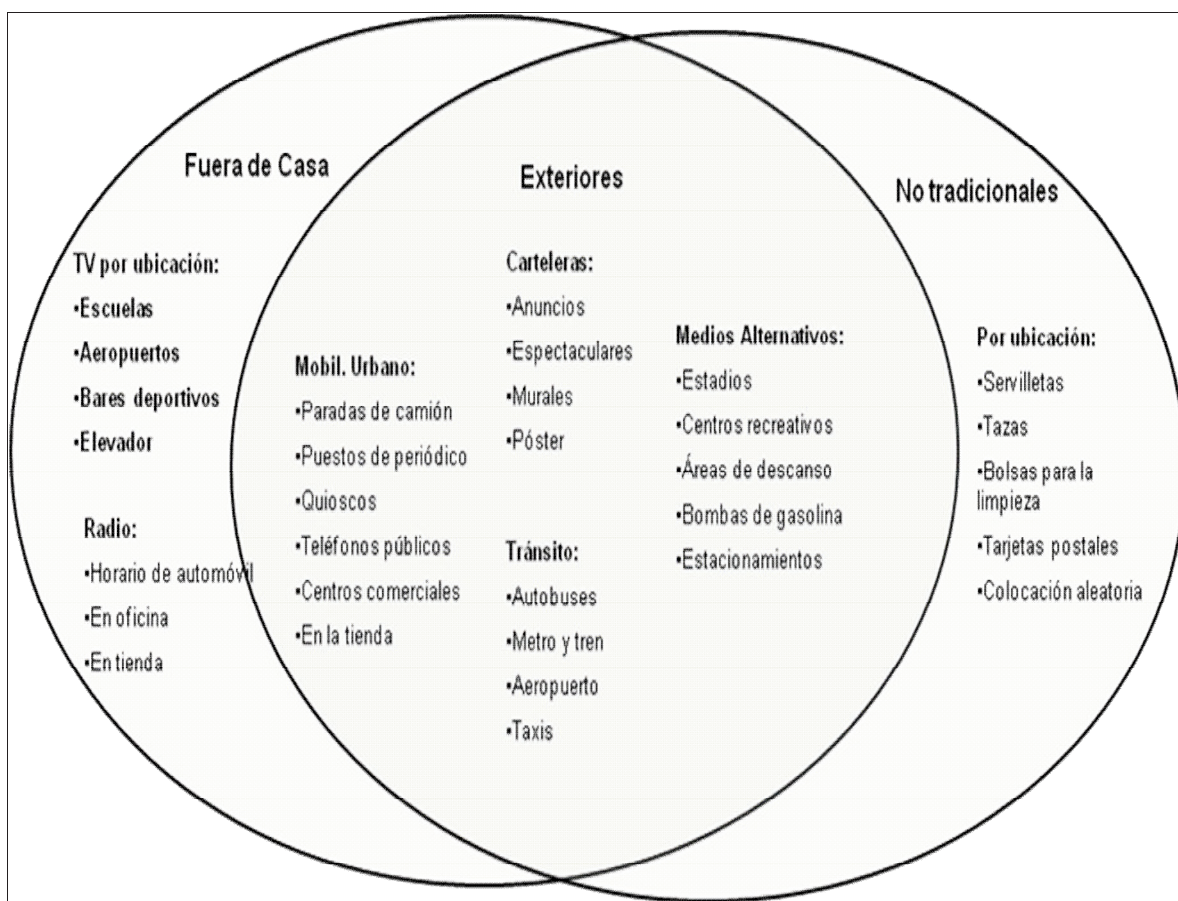 Fuera de Casa
TV por ubicación:
•Escuelas
•Aeropuertos
•Bares deportivos
•Elevador
Radio:
•Horario de automóvil
•En oficina
•En tienda
Exteriores
Mobil. Urbano:
•Paradas de camión
•Puestos de periódico
•Quioscos
•Teléfonos públicos
•Centros comerciales
•En la tienda
Carteleras:
•Anuncios
•Espectaculares
•Murales
•Póster
Tránsito:
•Autobuses
•Metro y tren
•Aeropuerto
•Taxis
Medios Alternativos:
•Estadios
•Centros recreativos
•Áreas de descanso
•Bombas de gasolina
•Estacionamientos
No tradicionales
Por ubicación:
•Servilletas
•Tazas
•Bolsas para la
limpieza
•Tarjetas postales
•Colocación aleatoria